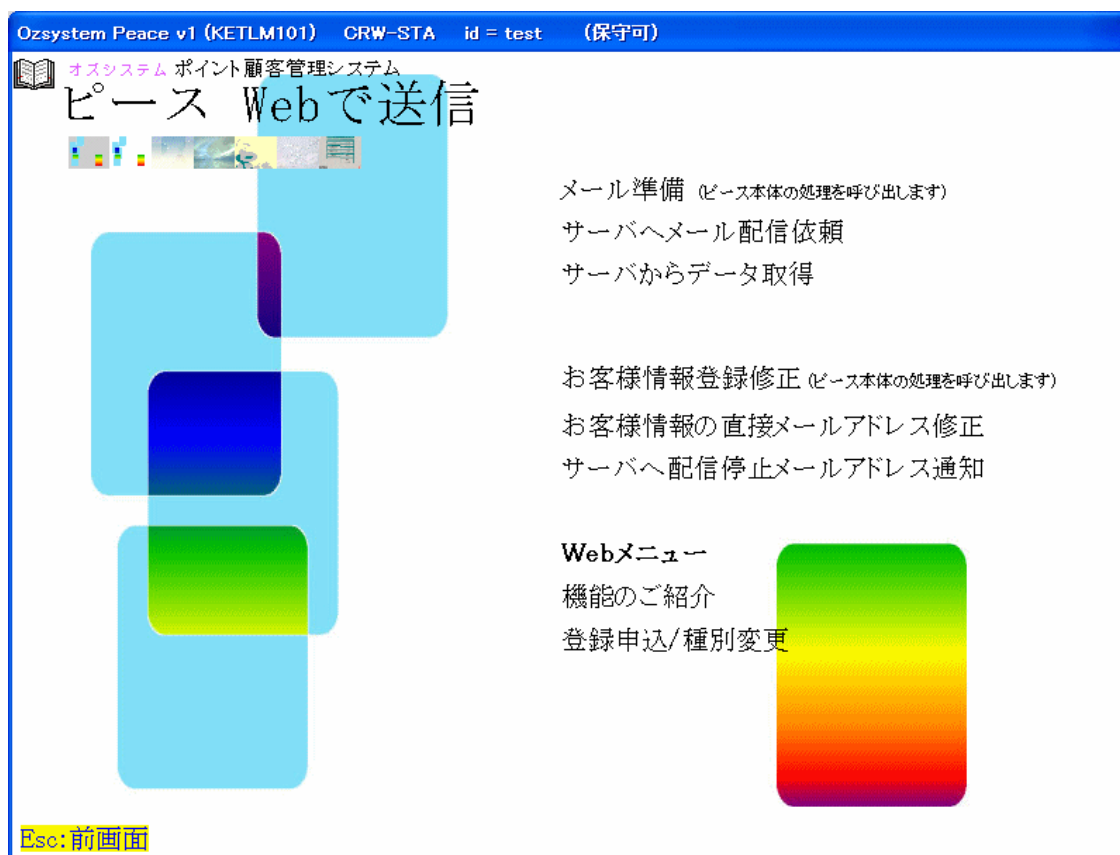 Ozsystem Peace v1 (KETLM101) CRW-STA id = test (保守可)
オズシステム ポイント顧客管理システム
ピース Webで送信
メール準備 (ピース本体の処理を呼び出します)
サーバへメール配信依頼
サーバからデータ取得
お客様情報登録修正 (ピース本体の処理を呼び出します)
お客様情報の直接メールアドレス修正
サーバへ配信停止メールアドレス通知
Webメニュー
機能のご紹介
登録申込/種別変更
Esc:前画面